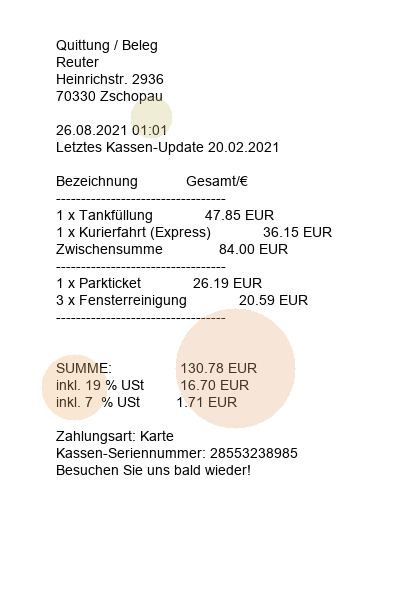 Quittung / Beleg
Reuter
Heinrichstr. 2936
70330 Zschopau
26.08.2021 01:01
Letztes Kassen-Update 20.02.2021
Bezeichnung Gesamt/€
----------------------------------
1 x Tankfüllung 47.85 EUR
1 x Kurierfahrt (Express) 36.15 EUR
Zwischensumme 84.00 EUR
----------------------------------
1 x Parkticket 26.19 EUR
3 x Fensterreinigung 20.59 EUR
----------------------------------
SUMME: 130.78 EUR
inkl. 19 % USt 16.70 EUR
inkl. 7 % USt 1.71 EUR
Zahlungsart: Karte
Kassen-Seriennummer: 28553238985
Besuchen Sie uns bald wieder!